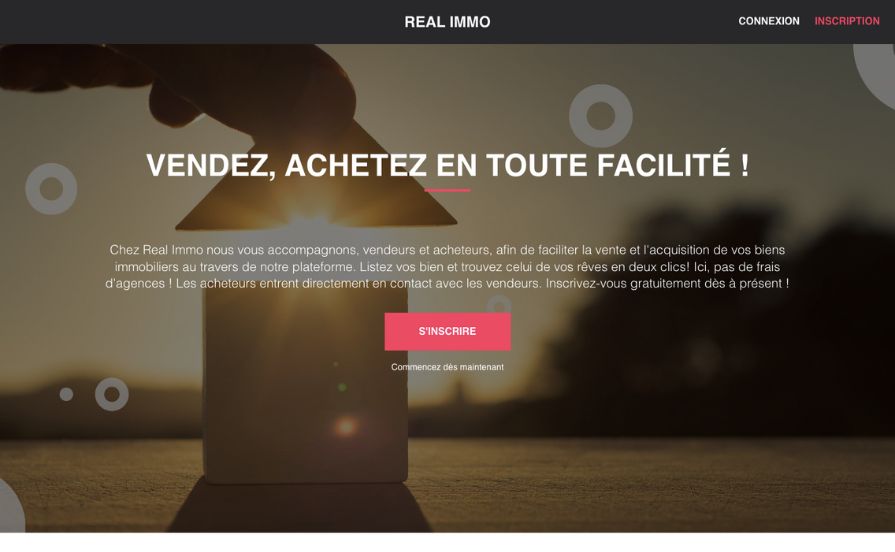 REAL IMMO
CONNEXION INSCRIPTION
VENDEZ, ACHETEZ EN TOUTE FACILITÉ !
Chez Real Immo nous vous accompagnons, vendeurs et acheteurs, afin de faciliter la vente et l'acquisition de vos biens
immobiliers au travers de notre plateforme. Listez vos bien et trouvez celui de vos rêves en deux clics! Ici, pas de frais
d'agences ! Les acheteurs entrent directement en contact avec les vendeurs. Inscrivez-vous gratuitement dès à présent !
S'INSCRIRE
Commencez dès maintenant